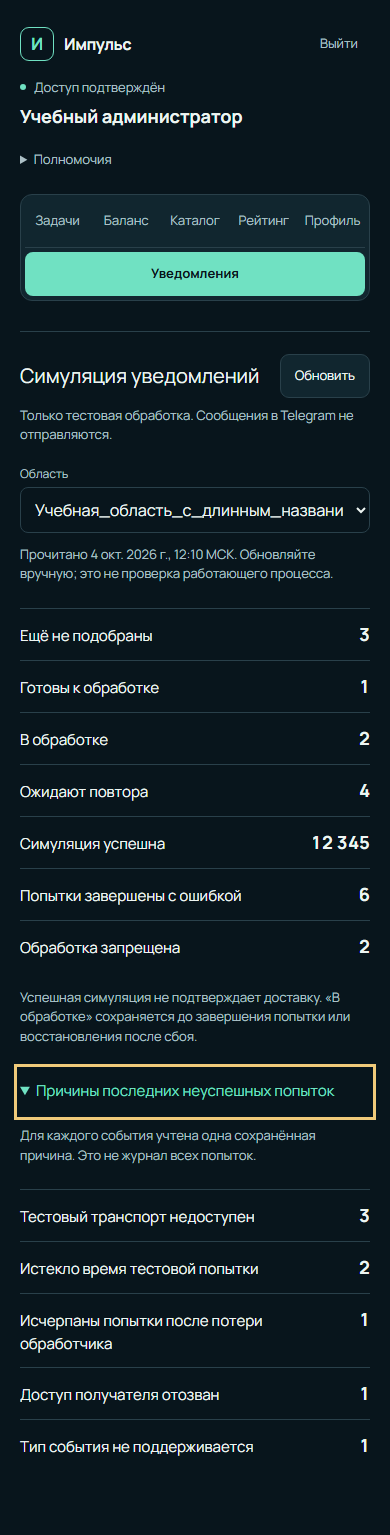 И Импульс Выйти
Доступ подтверждён
Учебный администратор
Полномочия
Задачи Баланс Каталог Рейтинг Профиль
Уведомления
Симуляция уведомлений Обновить
Только тестовая обработка. Сообщения в Telegram не
отправляются.
Область
Учебная_область_с_длинным_названи
Прочитано 4 окт. 2026 г., 12:10 МСК. Обновляйте
вручную; это не проверка работающего процесса.
Ещё не подобраны 3
Готовы к обработке 1
В обработке 2
Ожидают повтора 4
Симуляция успешна 12 345
Попытки завершены с ошибкой 6
Обработка запрещена 2
Успешная симуляция не подтверждает доставку. «В
обработке» сохраняется до завершения попытки или
восстановления после сбоя.
Причины последних неуспешных попыток
Для каждого события учтена одна сохранённая
причина. Это не журнал всех попыток.
Тестовый транспорт недоступен 3
Истекло время тестовой попытки 2
Исчерпаны попытки после потери 1
обработчика
Доступ получателя отозван 1
Тип события не поддерживается 1